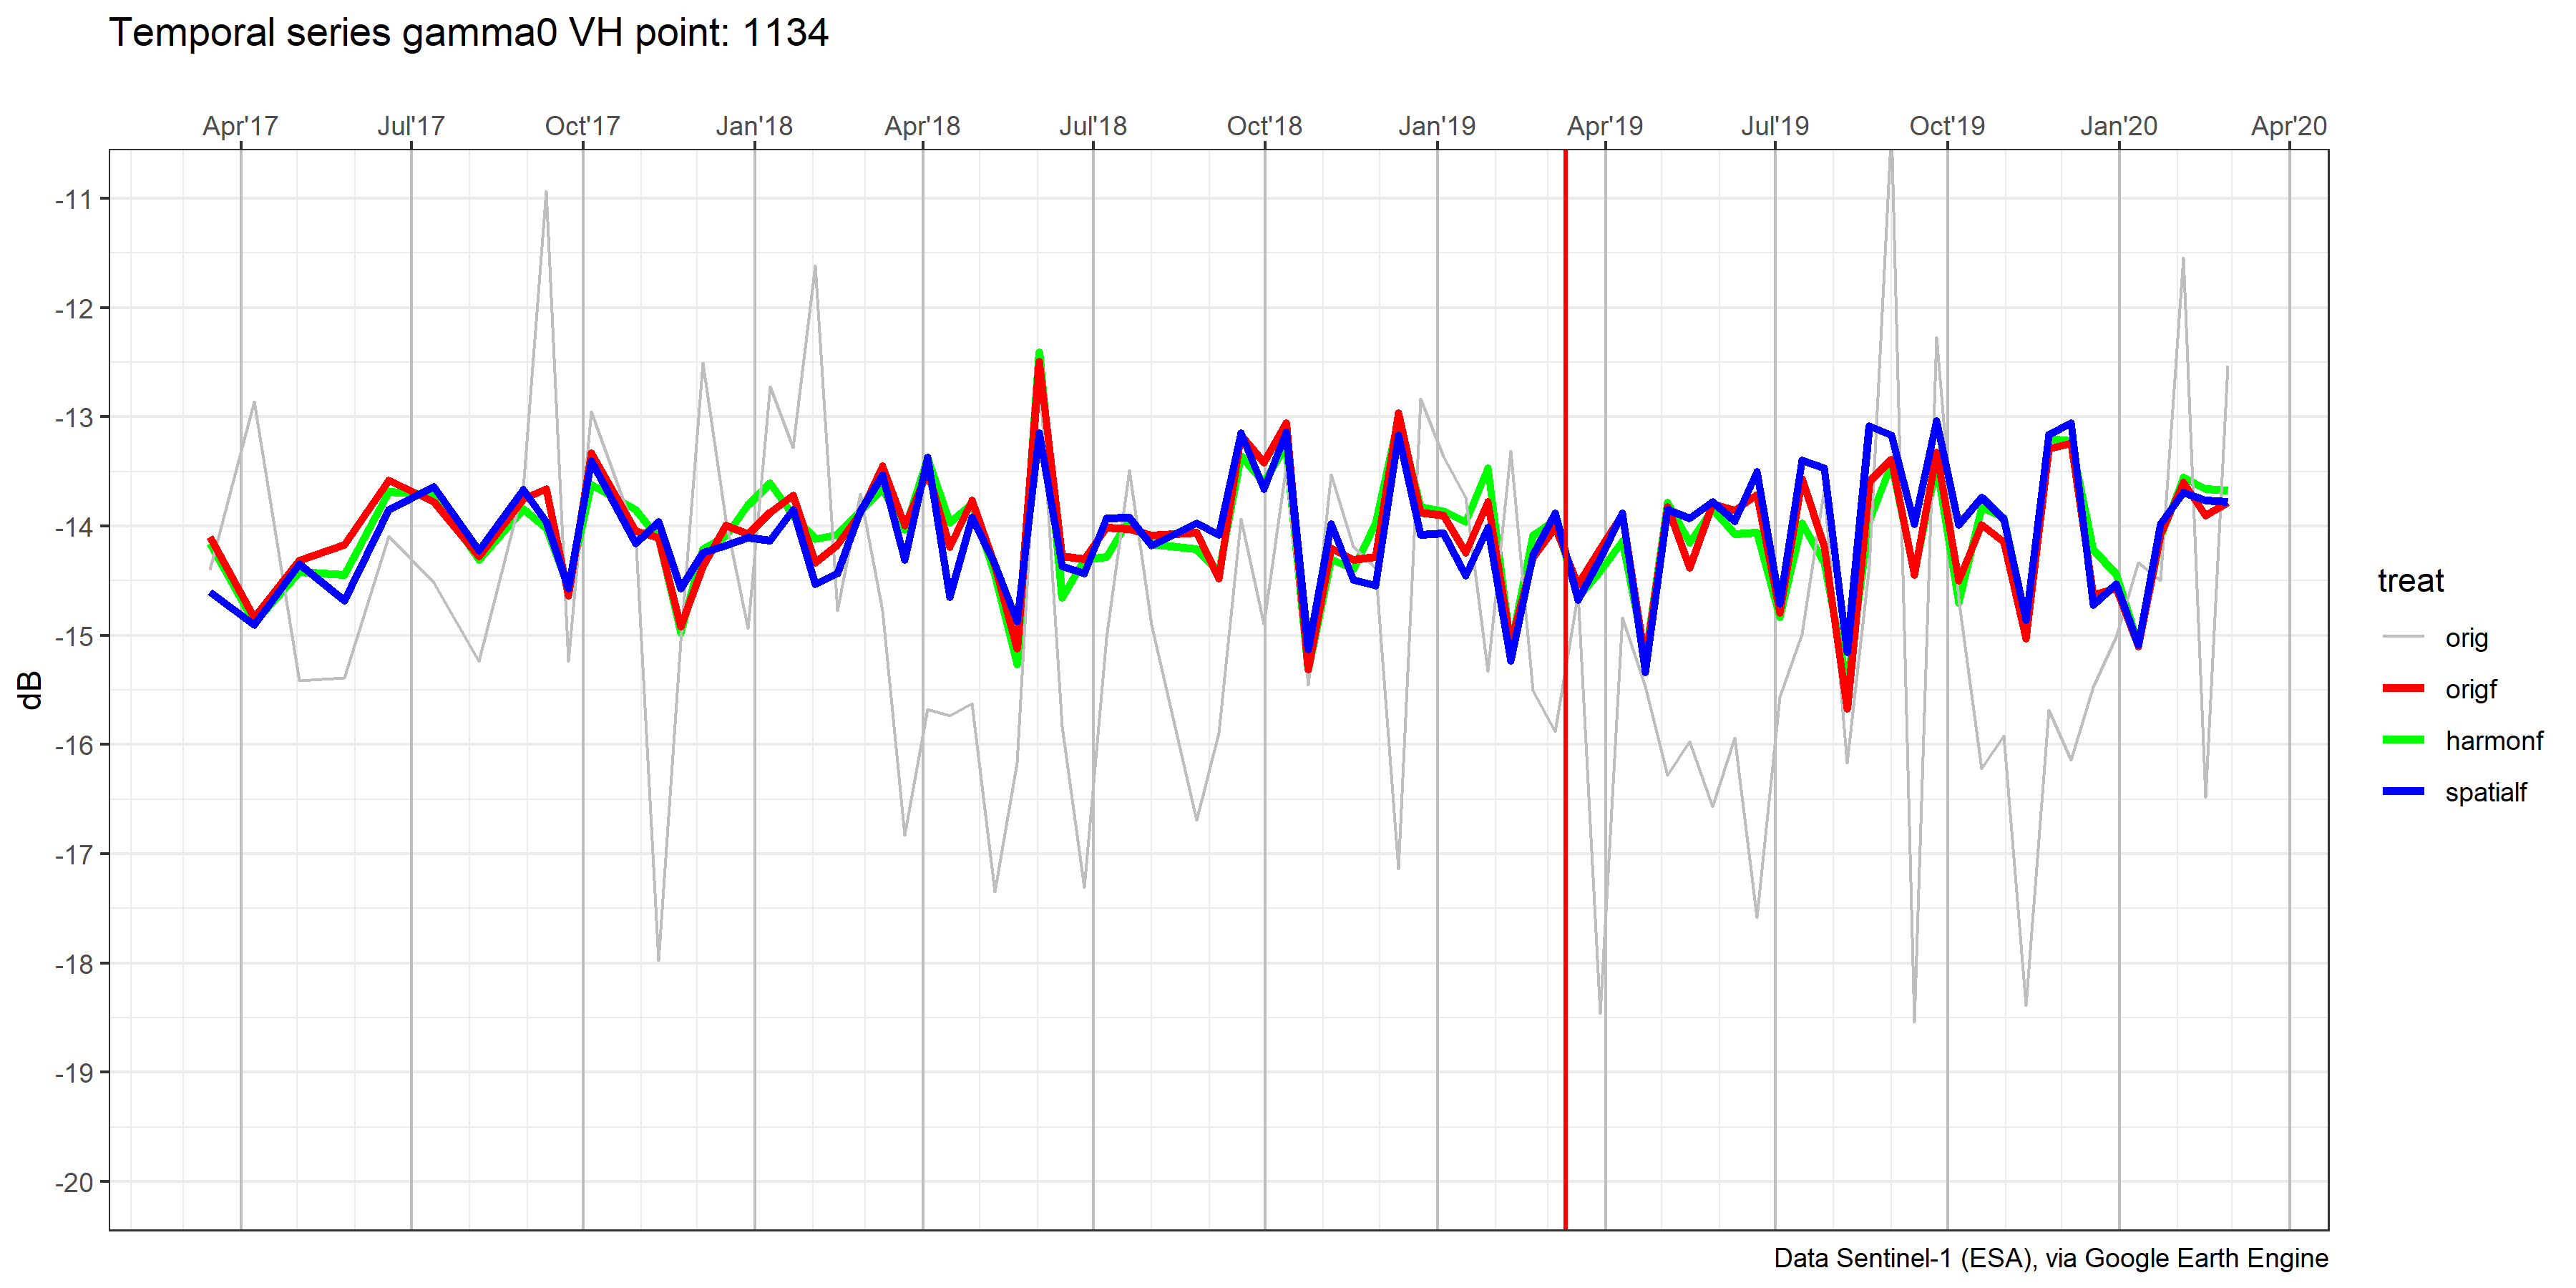 Temporal series gamma0 VH point: 1134
Apr'17 Jul'17 Oct'17 Jan'18 Apr'18 Jul'18 Oct'18 Jan'19 Apr'19 Jul'19 Oct'19 Jan'20 Apr'20
-11
-12
-13
-14
-15
-16
-17
-18
-19
-20
dB
treat
orig
origf
harmonf
spatialf
Data Sentinel-1 (ESA), via Google Earth Engine